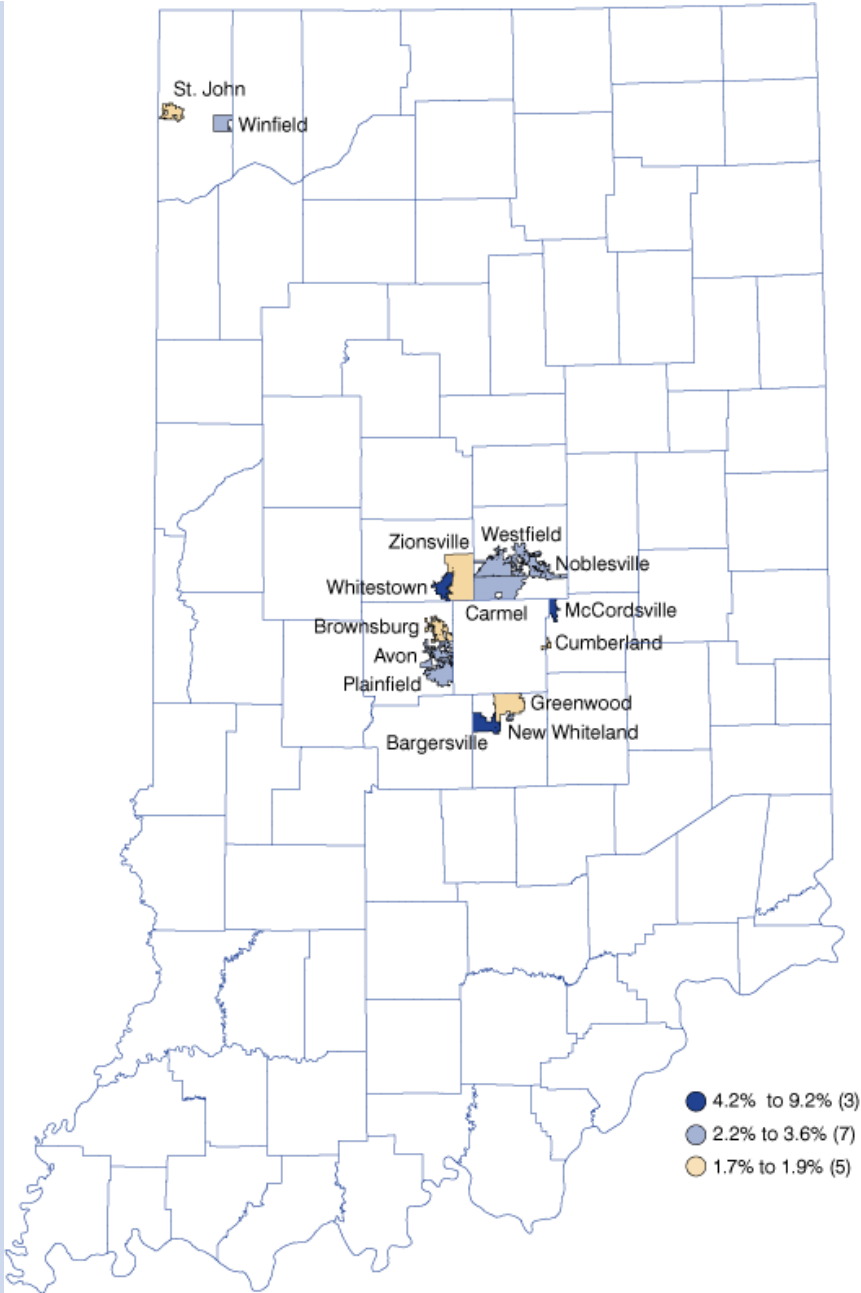 St. John
Winfield
Zionsville
Westfield
Noblesville
Whitestown
Carmel
McCordsville
Brownsburg
Cumberland
Avon
Plainfield
Greenwood
New Whiteland
Bargersville
4.2% to 9.2% (3)
2.2% to 3.6% (7)
1.7% to 1.9% (5)